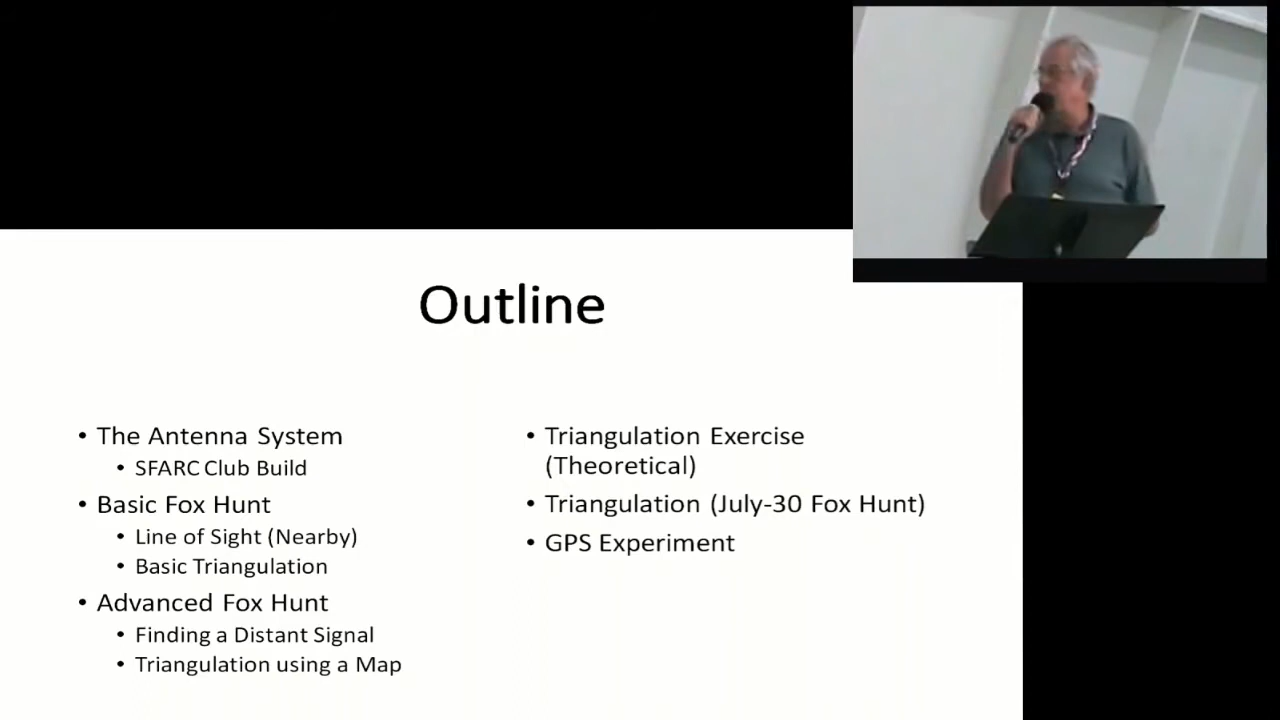 Outline
• The Antenna System
• SFARC Club Build
• Basic Fox Hunt
• Line of Sight (Nearby)
• Basic Triangulation
• Advanced Fox Hunt
• Finding a Distant Signal
• Triangulation using a Map
• Triangulation Exercise
(Theoretical)
• Triangulation (July-30 Fox Hunt)
• GPS Experiment